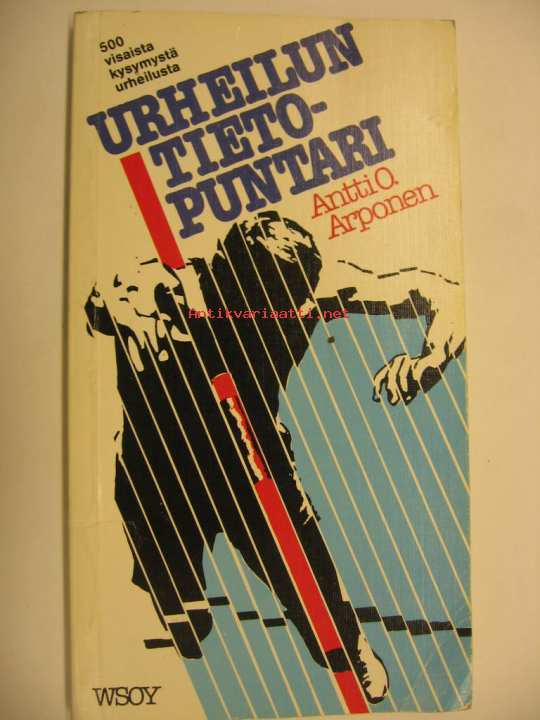 500
visaista
kysymystä
urheilusta
URHEILUN
TIETO-
PUNTARI
Antti O.
Arponen
Antikvariaatti.net
WSOY